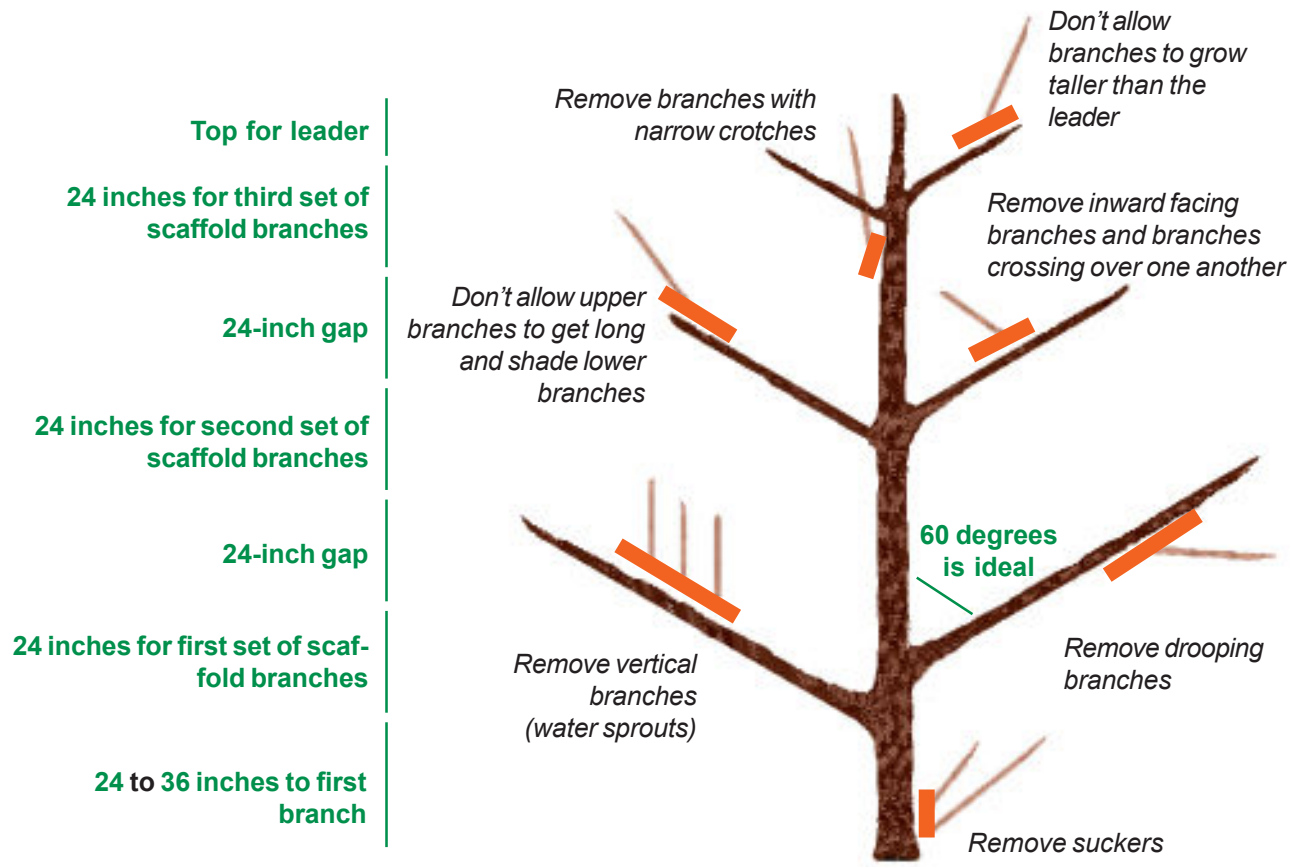 Top for leader
24 inches for third set of
scaffold branches
24-inch gap
24 inches for second set of
scaffold branches
24-inch gap
24 inches for first set of scaf-
fold branches
24 to 36 inches to first
branch
Remove branches with
narrow crotches
Don’t allow
branches to grow
taller than the
leader
Remove inward facing
branches and branches
crossing over one another
Don’t allow upper
branches to get long
and shade lower
branches
60 degrees
is ideal
Remove vertical
branches
(water sprouts)
Remove drooping
branches
Remove suckers